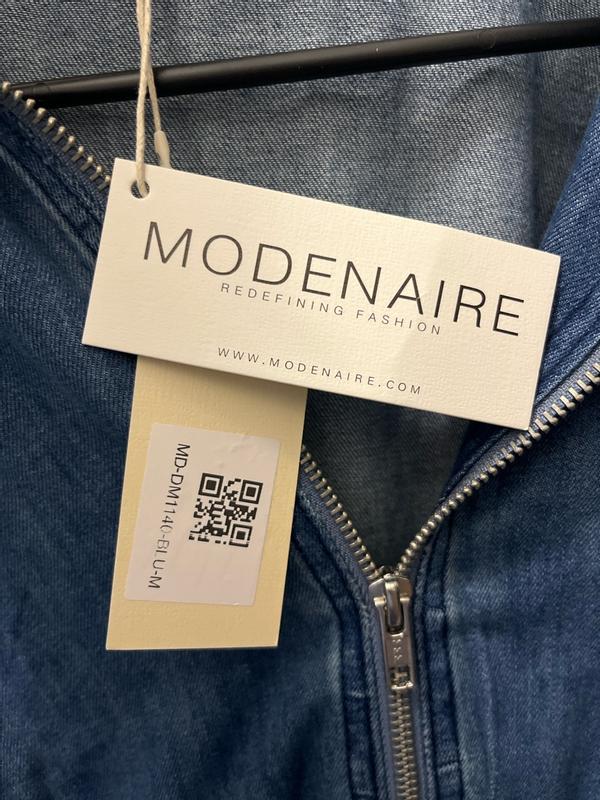 MODENAIRE
REDEFINING FASHION
WWW.MODENAIRE.COM
MD-DM1140-BLU-M